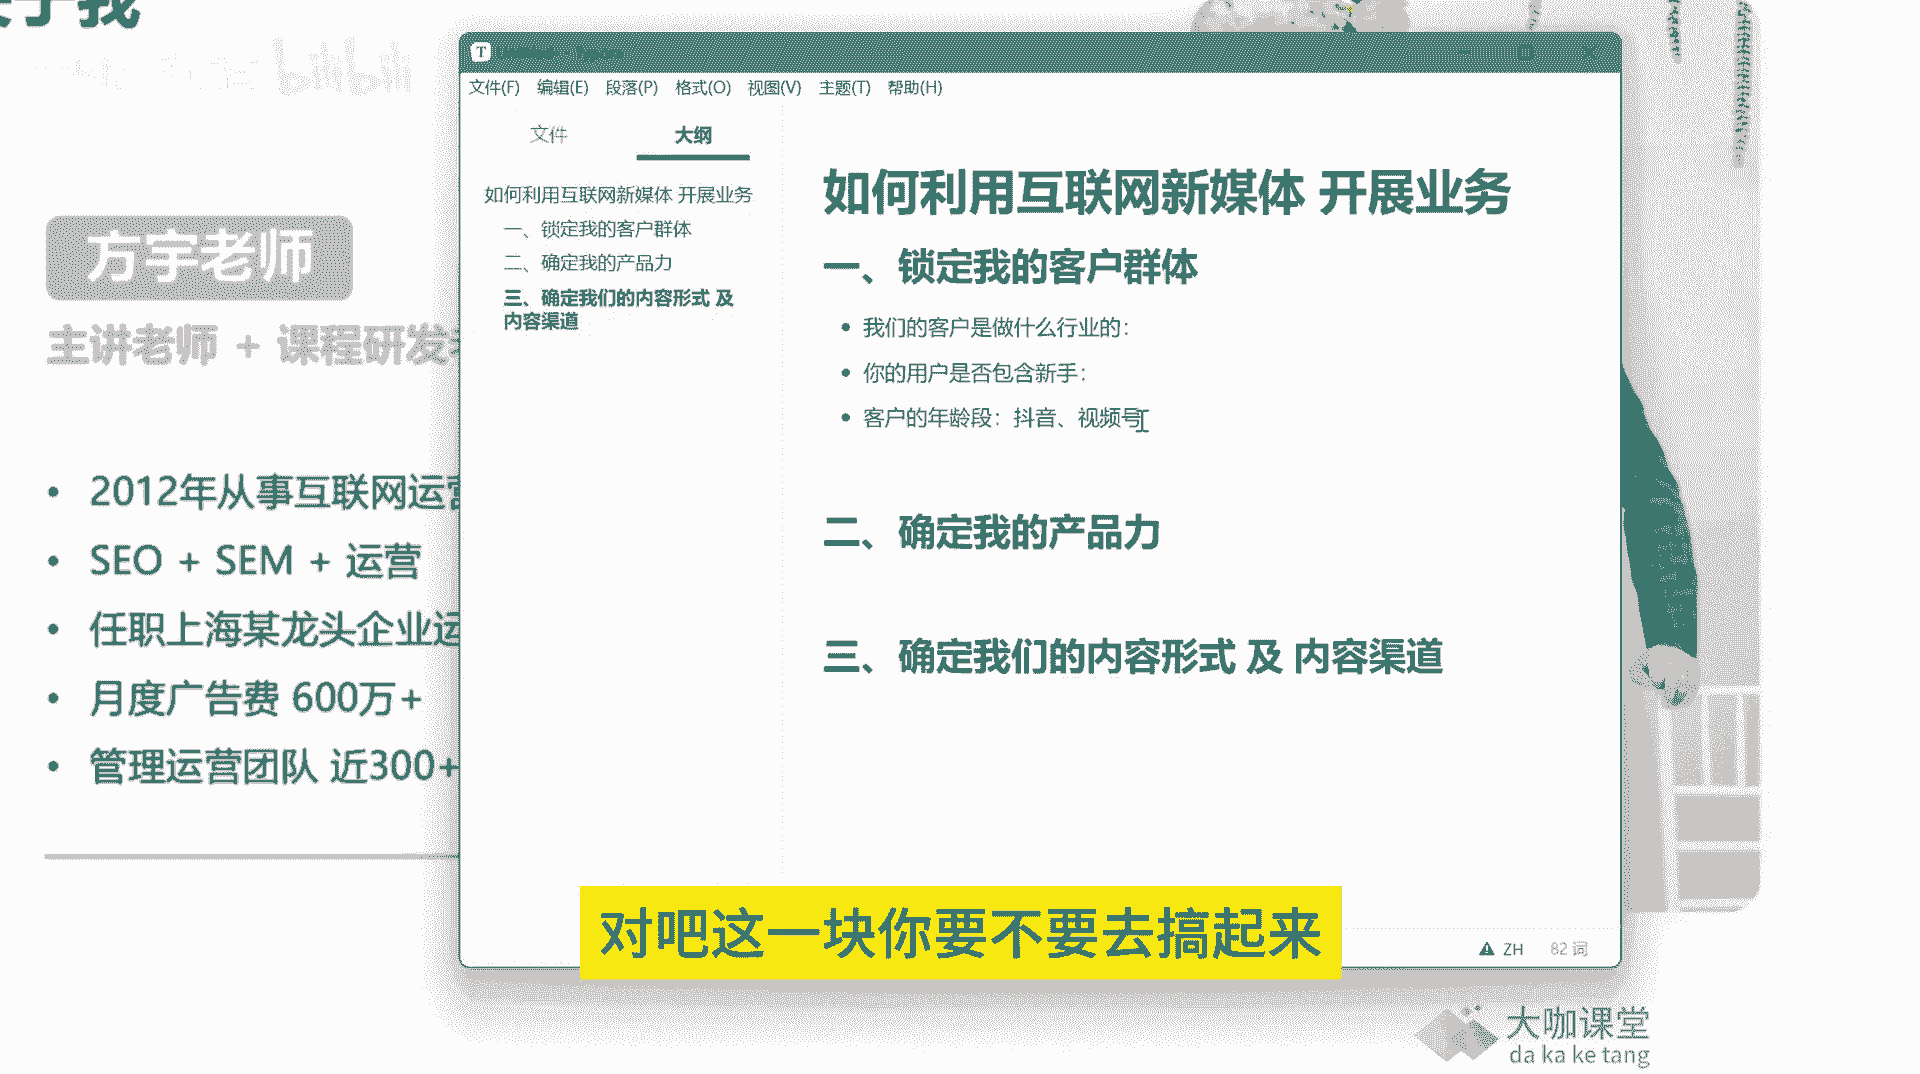 bilibili
方宇老师
主讲老师 + 课程研发
2012年从事互联网运营
SEO + SEM + 运营
任职上海某龙头企业运
月度广告费 600万+
管理运营团队 近300+
T
文件(F) 编辑(E) 段落(P) 格式(O) 视图(V) 主题(T) 帮助(H)
文件 大纲
如何利用互联网新媒体 开展业务
一、锁定我的客户群体
二、确定我的产品力
三、确定我们的内容形式 及
内容渠道
如何利用互联网新媒体 开展业务
一、锁定我的客户群体
我们的客户是做什么行业的：
你的用户是否包含新手：
客户的年龄段：抖音、视频号
二、确定我的产品力
三、确定我们的内容形式 及 内容渠道
ZH 82 词
对吧这一块你要不要去搞起来
大咖课堂
da ka ke tang